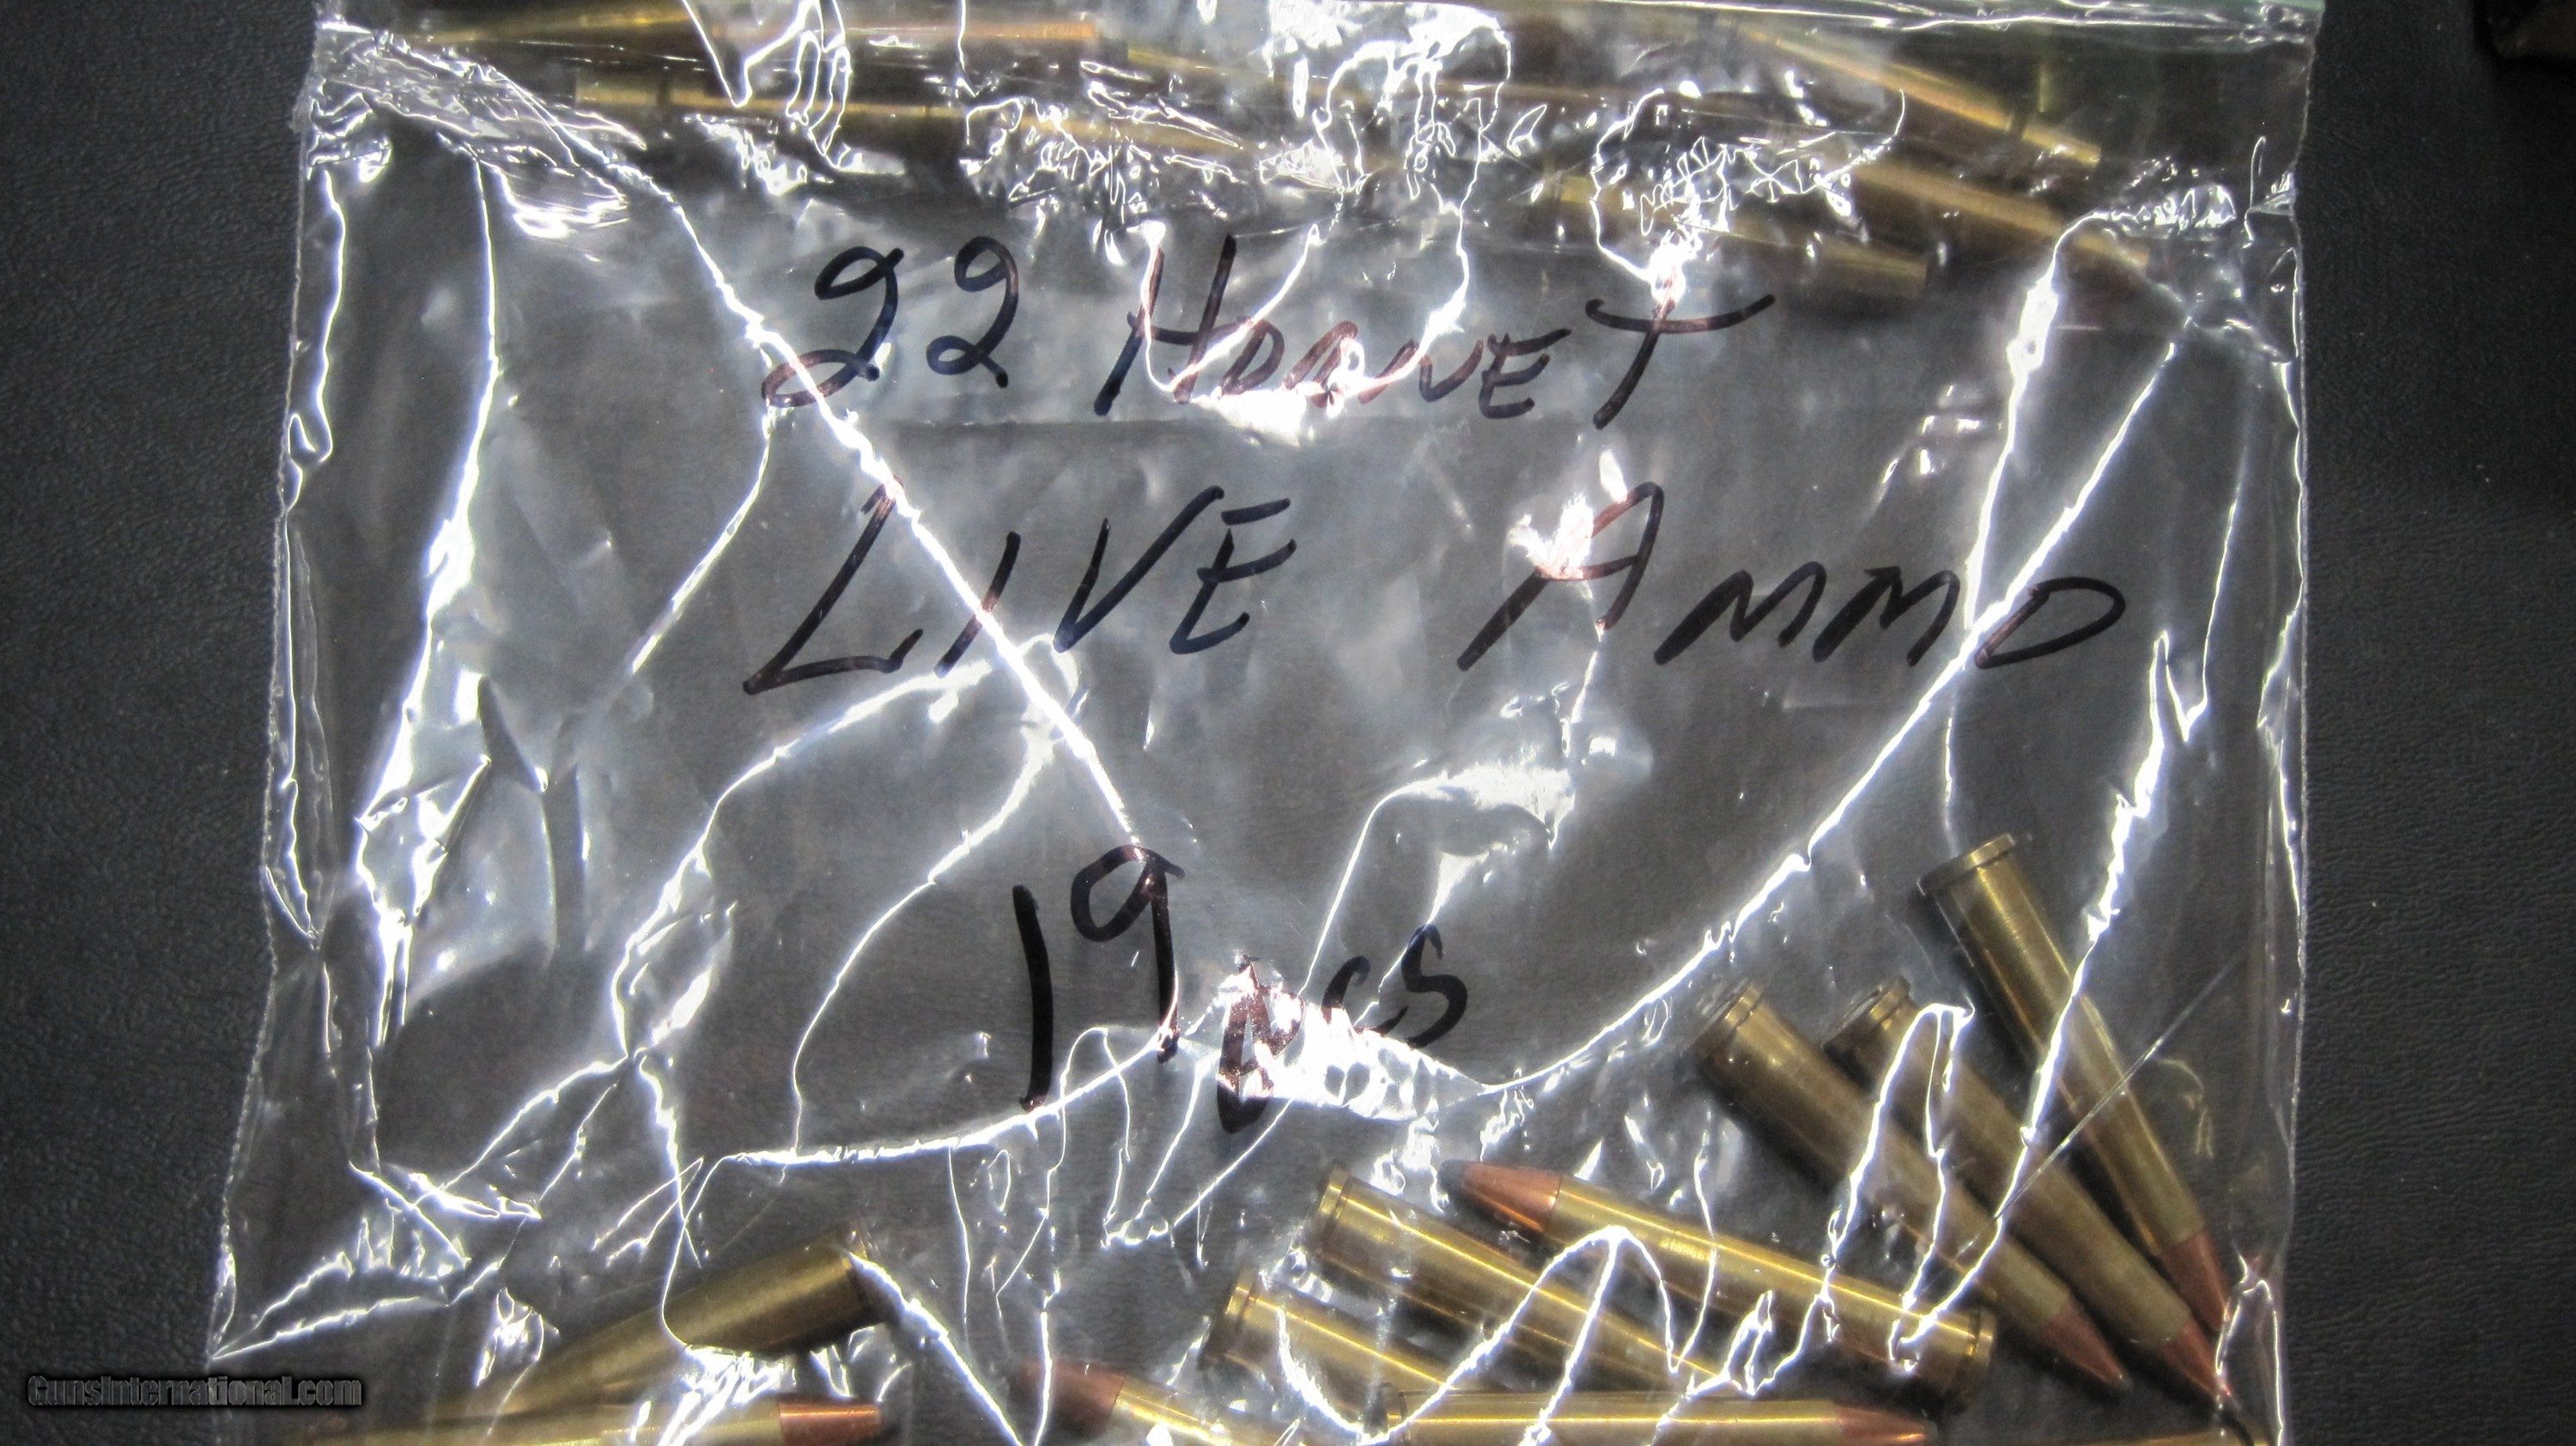 22 HORNET
LIVE AMMO
19 pcs
GunsInternational.com